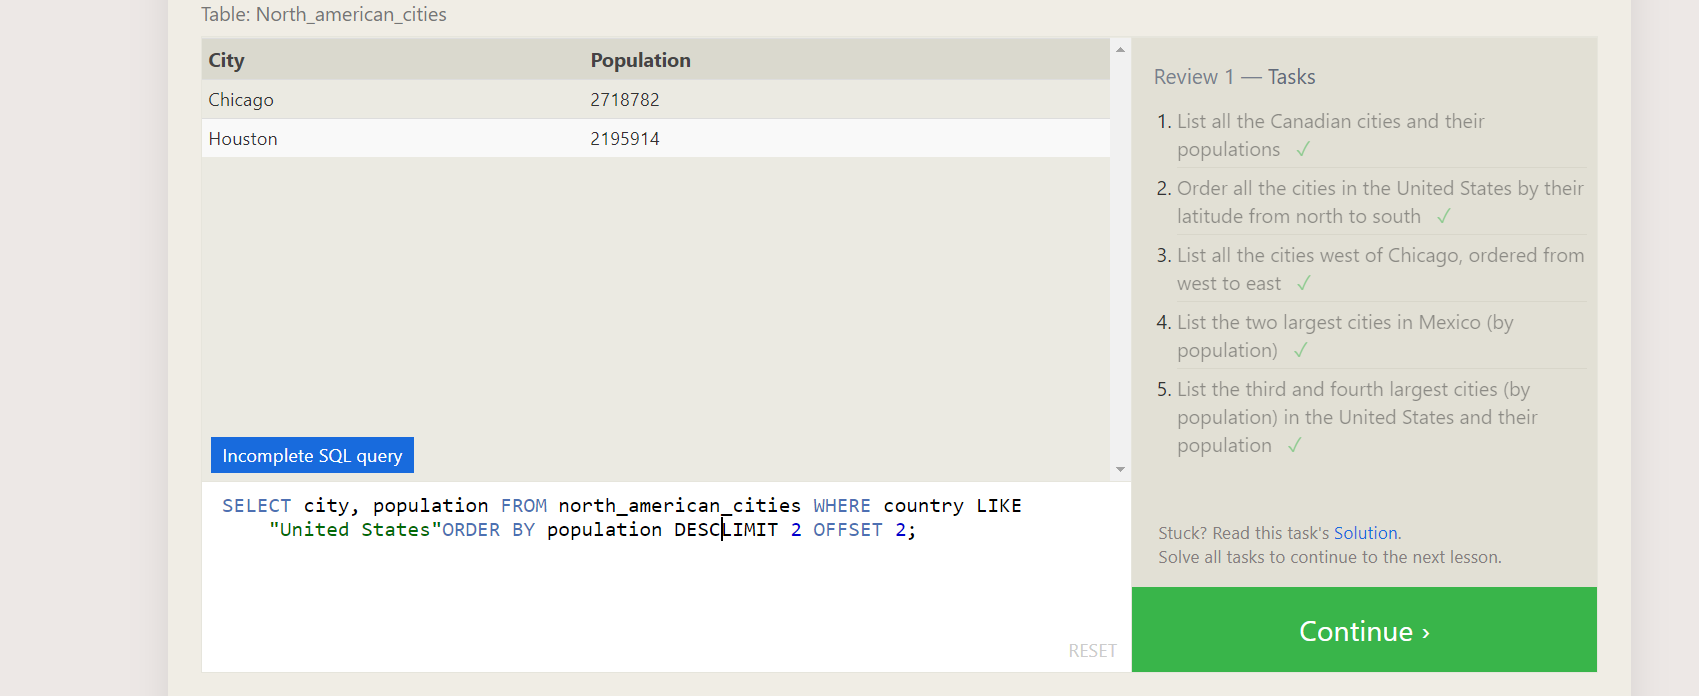 Table: North_american_cities
City Population
Chicago 2718782
Houston 2195914
Incomplete SQL query
SELECT city, population FROM north_american_cities WHERE country LIKE
"United States"ORDER BY population DESCLIMIT 2 OFFSET 2;
RESET
Review 1 — Tasks
1. List all the Canadian cities and their
populations ✓
2. Order all the cities in the United States by their
latitude from north to south ✓
3. List all the cities west of Chicago, ordered from
west to east ✓
4. List the two largest cities in Mexico (by
population) ✓
5. List the third and fourth largest cities (by
population) in the United States and their
population ✓
Stuck? Read this task's Solution.
Solve all tasks to continue to the next lesson.
Continue ›